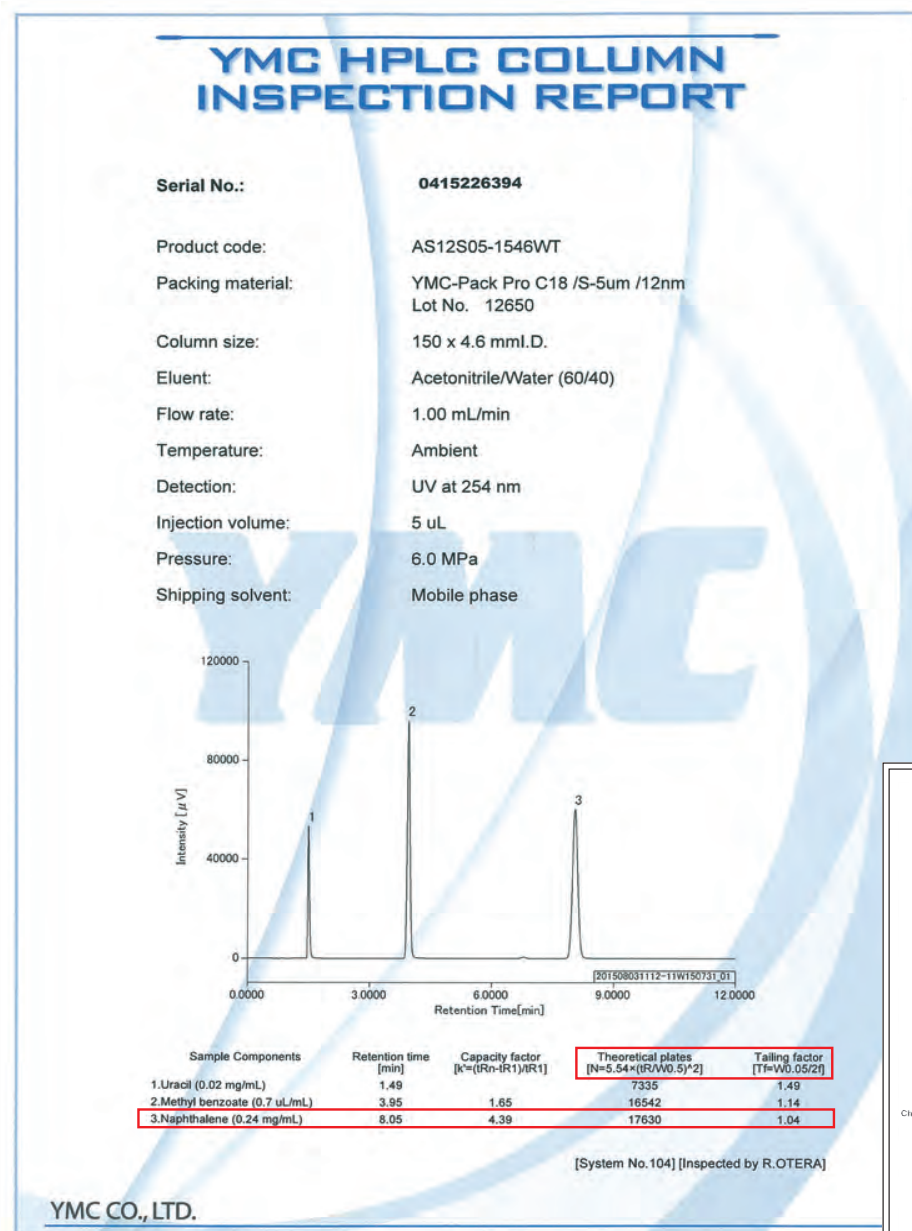 YMC HPLC COLUMN
INSPECTION REPORT
Serial No.: 0415226394
Product code: AS12S05-1546WT
Packing material: YMC-Pack Pro C18 /S-5um /12nm
Lot No. 12650
Column size: 150 x 4.6 mmI.D.
Eluent: Acetonitrile/Water (60/40)
Flow rate: 1.00 mL/min
Temperature: Ambient
Detection: UV at 254 nm
Injection volume: 5 uL
Pressure: 6.0 MPa
Shipping solvent: Mobile phase
YMC
120000
80000
40000
0
Intensity [μV]
1
2
3
[201508031112-11W150731_01]
0.0000 3.0000 6.0000 9.0000 12.0000
Retention Time[min]
Sample Components Retention time Capacity factor Theoretical plates Tailing factor
[min] [k'=(tRn-tR1)/tR1] [N=5.54×(tR/W0.5)^2] [Tf=W0.05/2f]
1.Uracil (0.02 mg/mL) 1.49 7335 1.49
2.Methyl benzoate (0.7 uL/mL) 3.95 1.65 16542 1.14
3.Naphthalene (0.24 mg/mL) 8.05 4.39 17630 1.04
[System No.104] [Inspected by R.OTERA]
YMC CO., LTD.
Ch